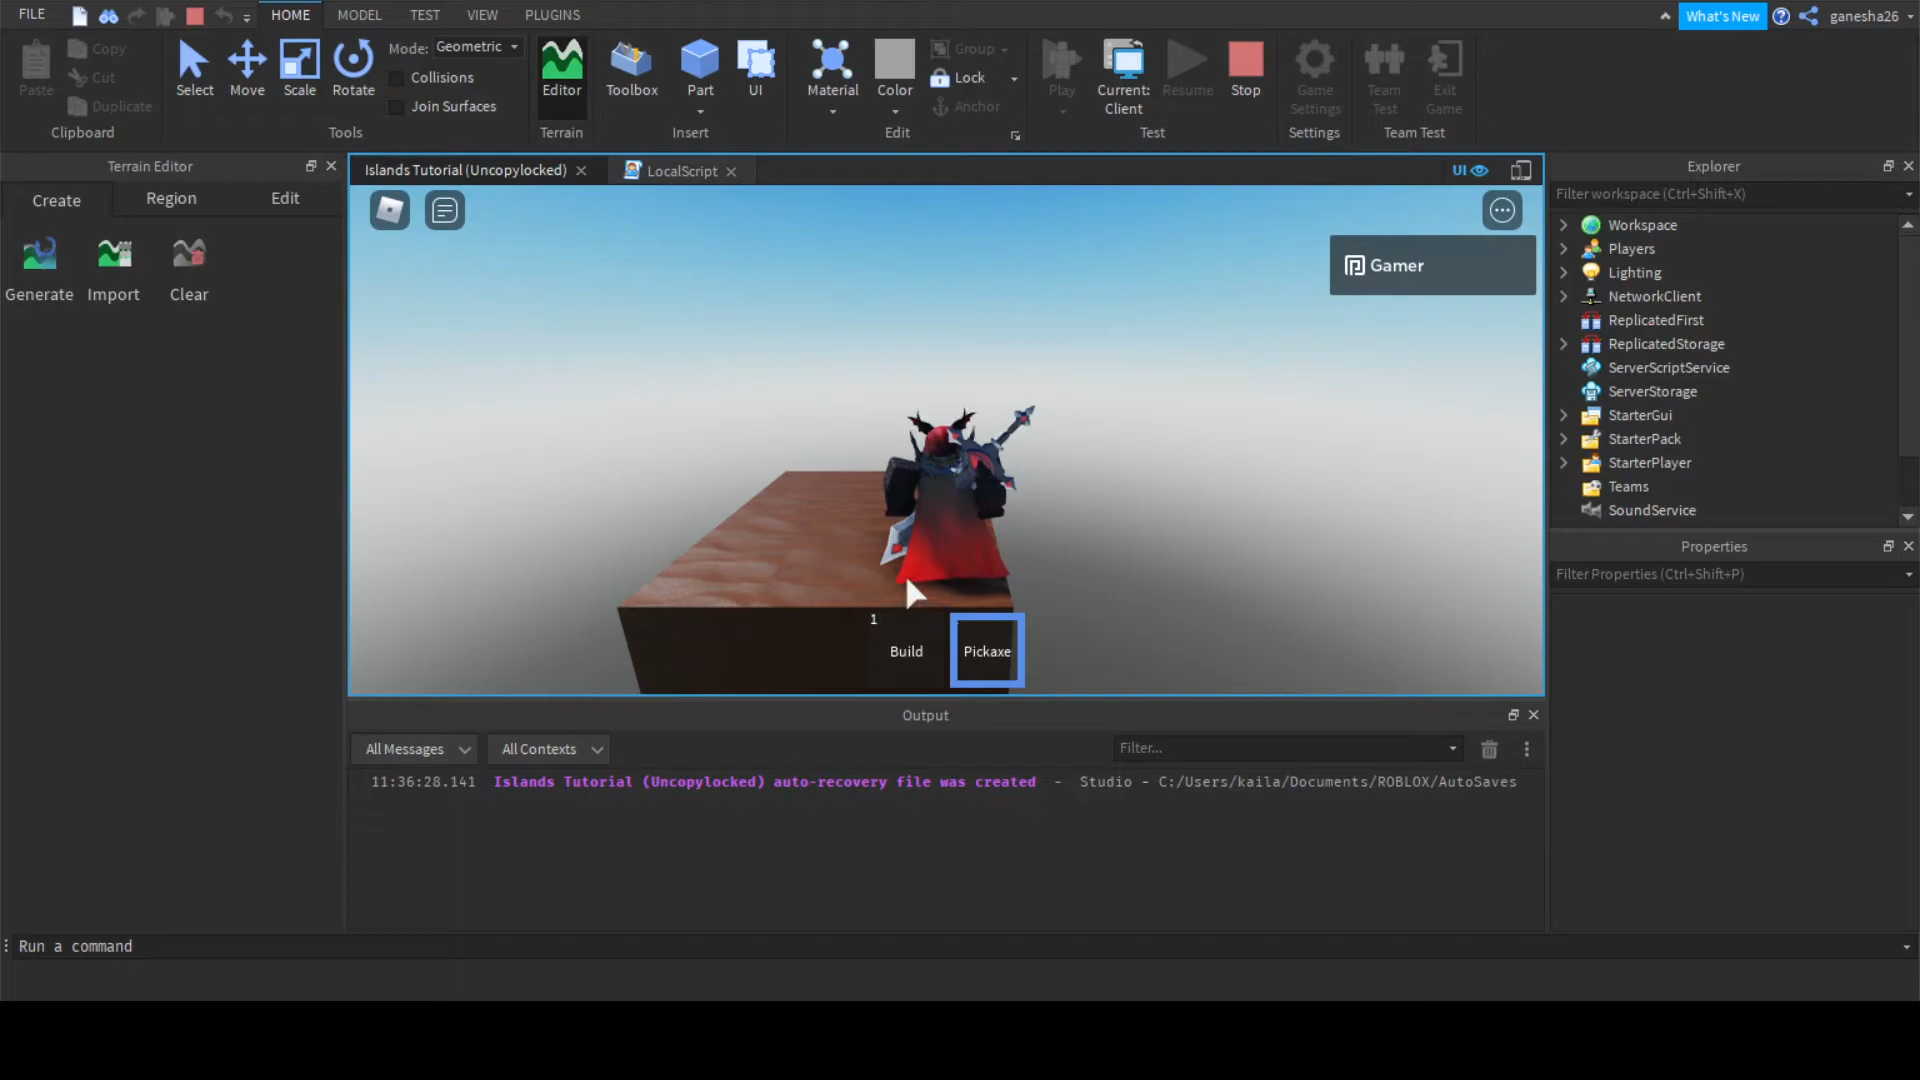 FILE
HOME
MODEL
TEST
VIEW
PLUGINS
What's New
ganesha26
Paste
Copy
Cut
Duplicate
Clipboard
Select
Move
Scale
Rotate
Mode: Geometric
Collisions
Join Surfaces
Tools
Editor
Terrain
Toolbox
Part
UI
Insert
Material
Color
Group
Lock
Anchor
Edit
Play
Current:
Client
Resume
Stop
Test
Game
Settings
Settings
Team
Test
Exit
Game
Team Test
Terrain Editor
Create
Region
Edit
Generate
Import
Clear
Islands Tutorial (Uncopylocked)
LocalScript
UI
Gamer
1
Build
Pickaxe
Explorer
Filter workspace (Ctrl+Shift+X)
Workspace
Players
Lighting
NetworkClient
ReplicatedFirst
ReplicatedStorage
ServerScriptService
ServerStorage
StarterGui
StarterPack
StarterPlayer
Teams
SoundService
Properties
Filter Properties (Ctrl+Shift+P)
Output
All Messages
All Contexts
Filter...
11:36:28.141 Islands Tutorial (Uncopylocked) auto-recovery file was created - Studio - C:/Users/kaila/Documents/ROBLOX/AutoSaves
Run a command